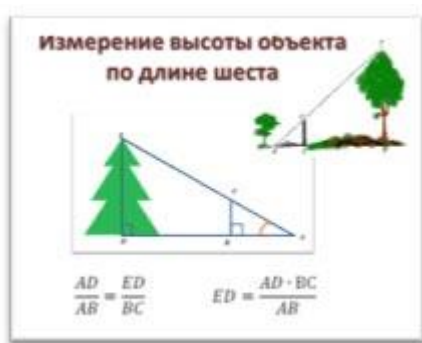 Измерение высоты объекта
по длине шеста
AD/AB = ED/BC
ED = AD · BC/AB